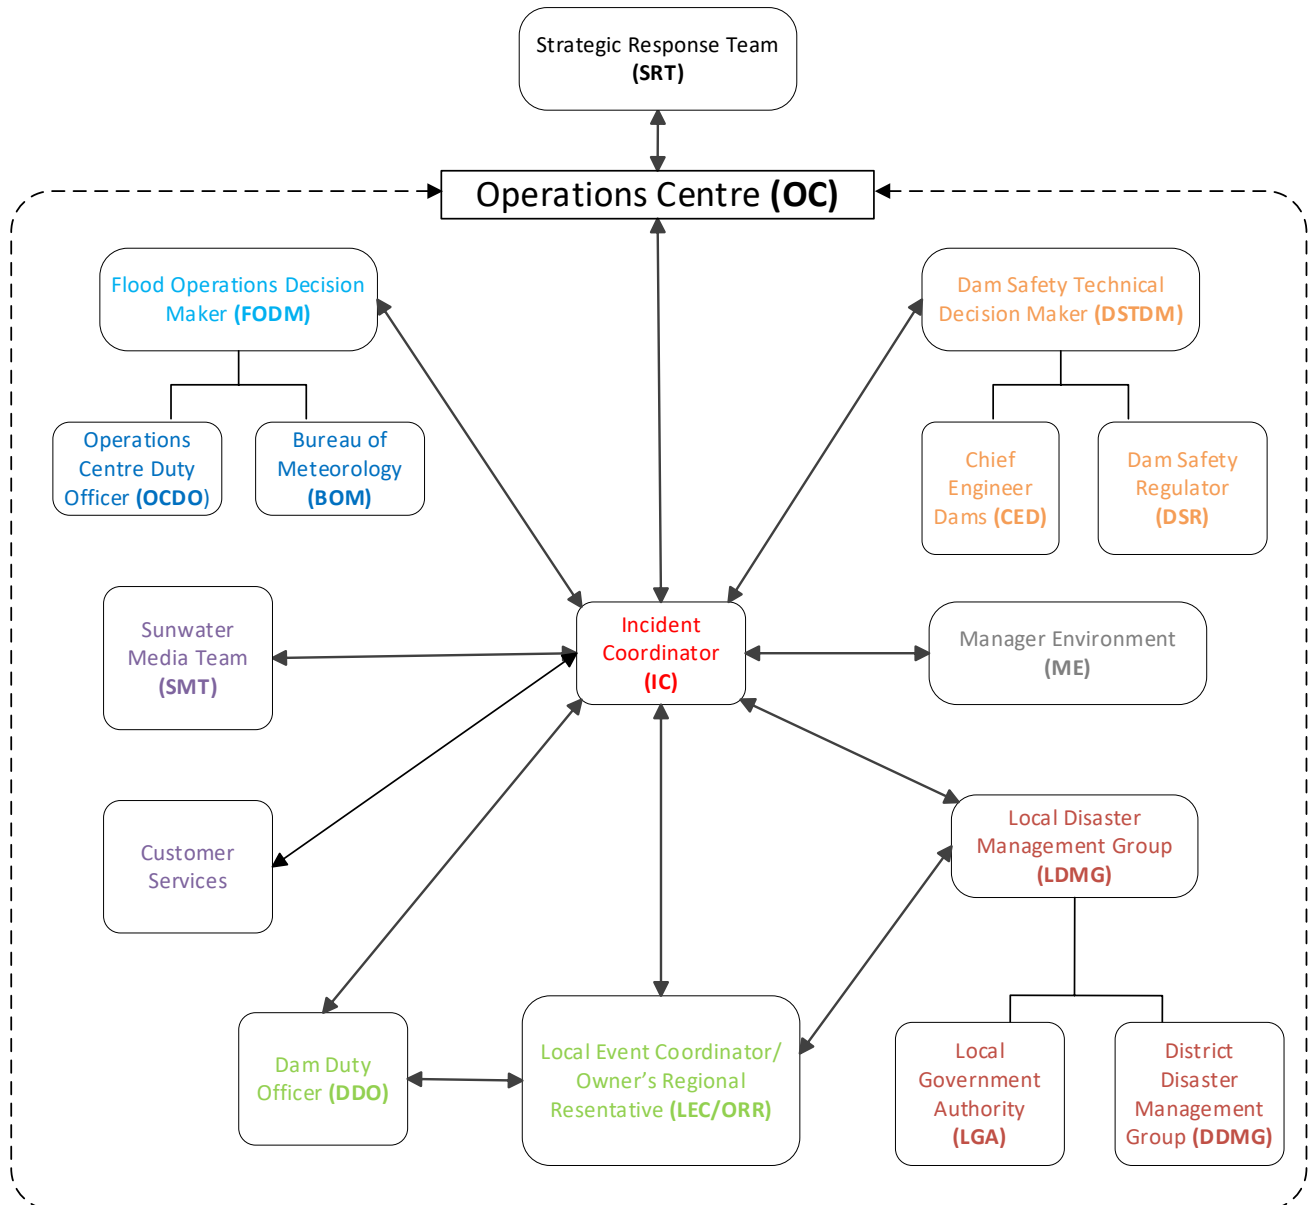 Strategic Response Team
(SRT)
Operations Centre (OC)
Flood Operations Decision
Maker (FODM)
Dam Safety Technical
Decision Maker (DSTDM)
Operations
Centre Duty
Officer (OCDO)
Bureau of
Meteorology
(BOM)
Chief
Engineer
Dams (CED)
Dam Safety
Regulator
(DSR)
Sunwater
Media Team
(SMT)
Incident
Coordinator
(IC)
Manager Environment
(ME)
Customer
Services
Local Disaster
Management Group
(LDMG)
Dam Duty
Officer (DDO)
Local Event Coordinator/
Owner’s Regional
Resentative (LEC/ORR)
Local
Government
Authority
(LGA)
District
Disaster
Management
Group (DDMG)